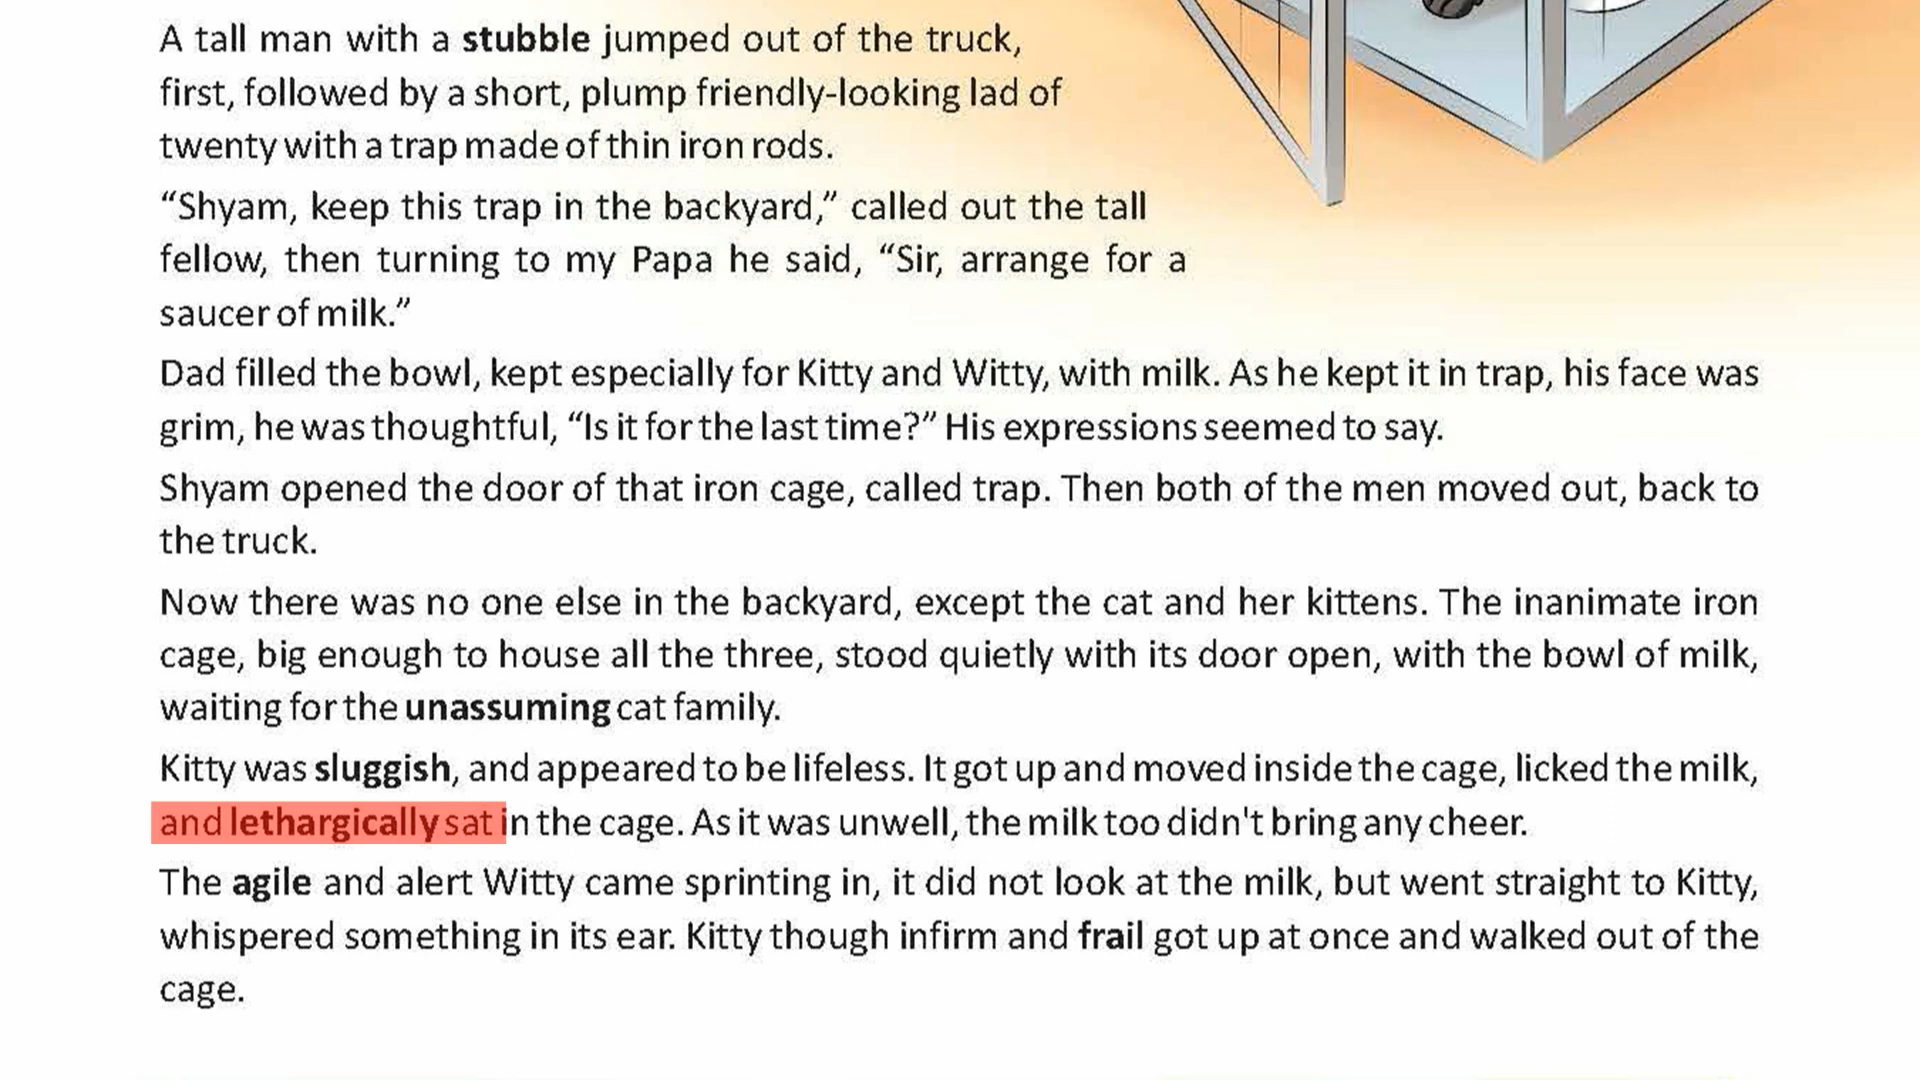 A tall man with a stubble jumped out of the truck,
first, followed by a short, plump friendly-looking lad of
twenty with a trap made of thin iron rods.
“Shyam, keep this trap in the backyard,” called out the tall
fellow, then turning to my Papa he said, “Sir, arrange for a
saucer of milk.”
Dad filled the bowl, kept especially for Kitty and Witty, with milk. As he kept it in trap, his face was
grim, he was thoughtful, “Is it for the last time?” His expressions seemed to say.
Shyam opened the door of that iron cage, called trap. Then both of the men moved out, back to
the truck.
Now there was no one else in the backyard, except the cat and her kittens. The inanimate iron
cage, big enough to house all the three, stood quietly with its door open, with the bowl of milk,
waiting for the unassuming cat family.
Kitty was sluggish, and appeared to be lifeless. It got up and moved inside the cage, licked the milk,
and lethargically sat in the cage. As it was unwell, the milk too didn't bring any cheer.
The agile and alert Witty came sprinting in, it did not look at the milk, but went straight to Kitty,
whispered something in its ear. Kitty though infirm and frail got up at once and walked out of the
cage.